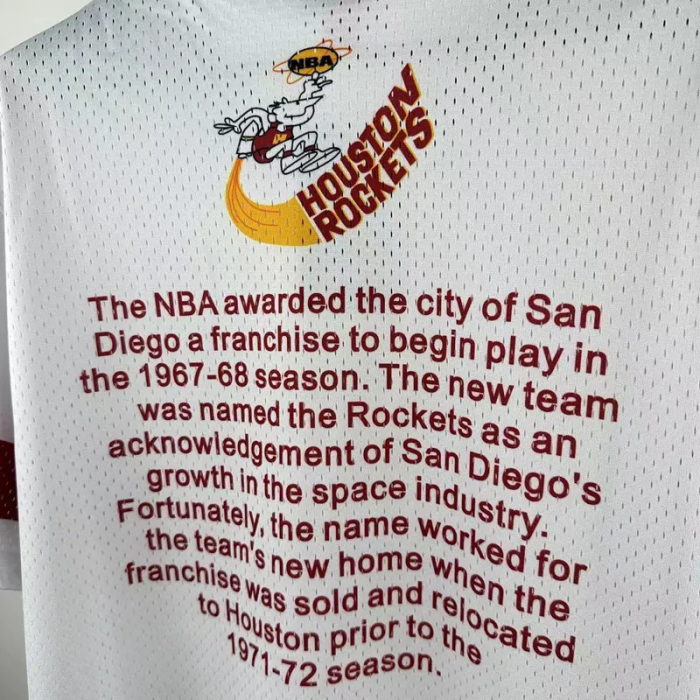 NBA
HOUSTON
ROCKETS
The NBA awarded the city of San
Diego a franchise to begin play in
the 1967-68 season. The new team
was named the Rockets as an
acknowledgement of San Diego's
growth in the space industry.
Fortunately, the name worked for
the team's new home when the
franchise was sold and relocated
to Houston prior to the
1971-72 season.